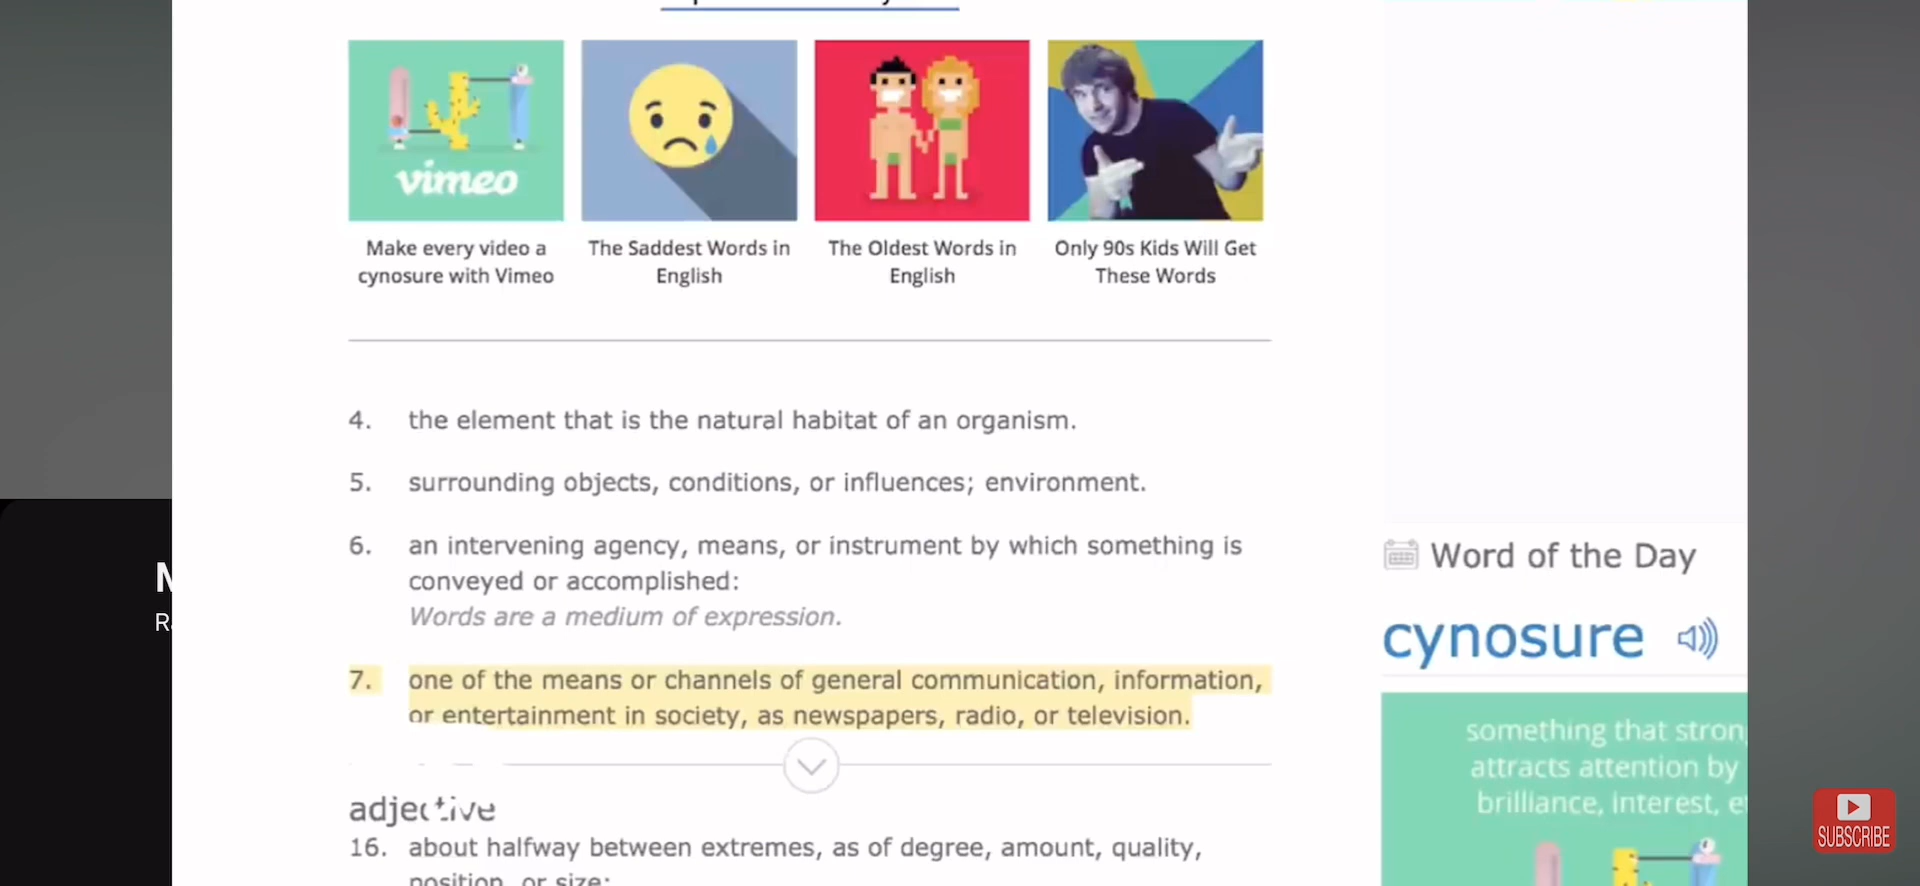 vimeo
Make every video a
cynosure with Vimeo
The Saddest Words in
English
The Oldest Words in
English
Only 90s Kids Will Get
These Words
4. the element that is the natural habitat of an organism.
5. surrounding objects, conditions, or influences; environment.
6. an intervening agency, means, or instrument by which something is
conveyed or accomplished:
Words are a medium of expression.
7. one of the means or channels of general communication, information,
or entertainment in society, as newspapers, radio, or television.
adjective
16. about halfway between extremes, as of degree, amount, quality,
position, or size:
Word of the Day
cynosure
something that stron
attracts attention by
brilliance, interest, e
SUBSCRIBE